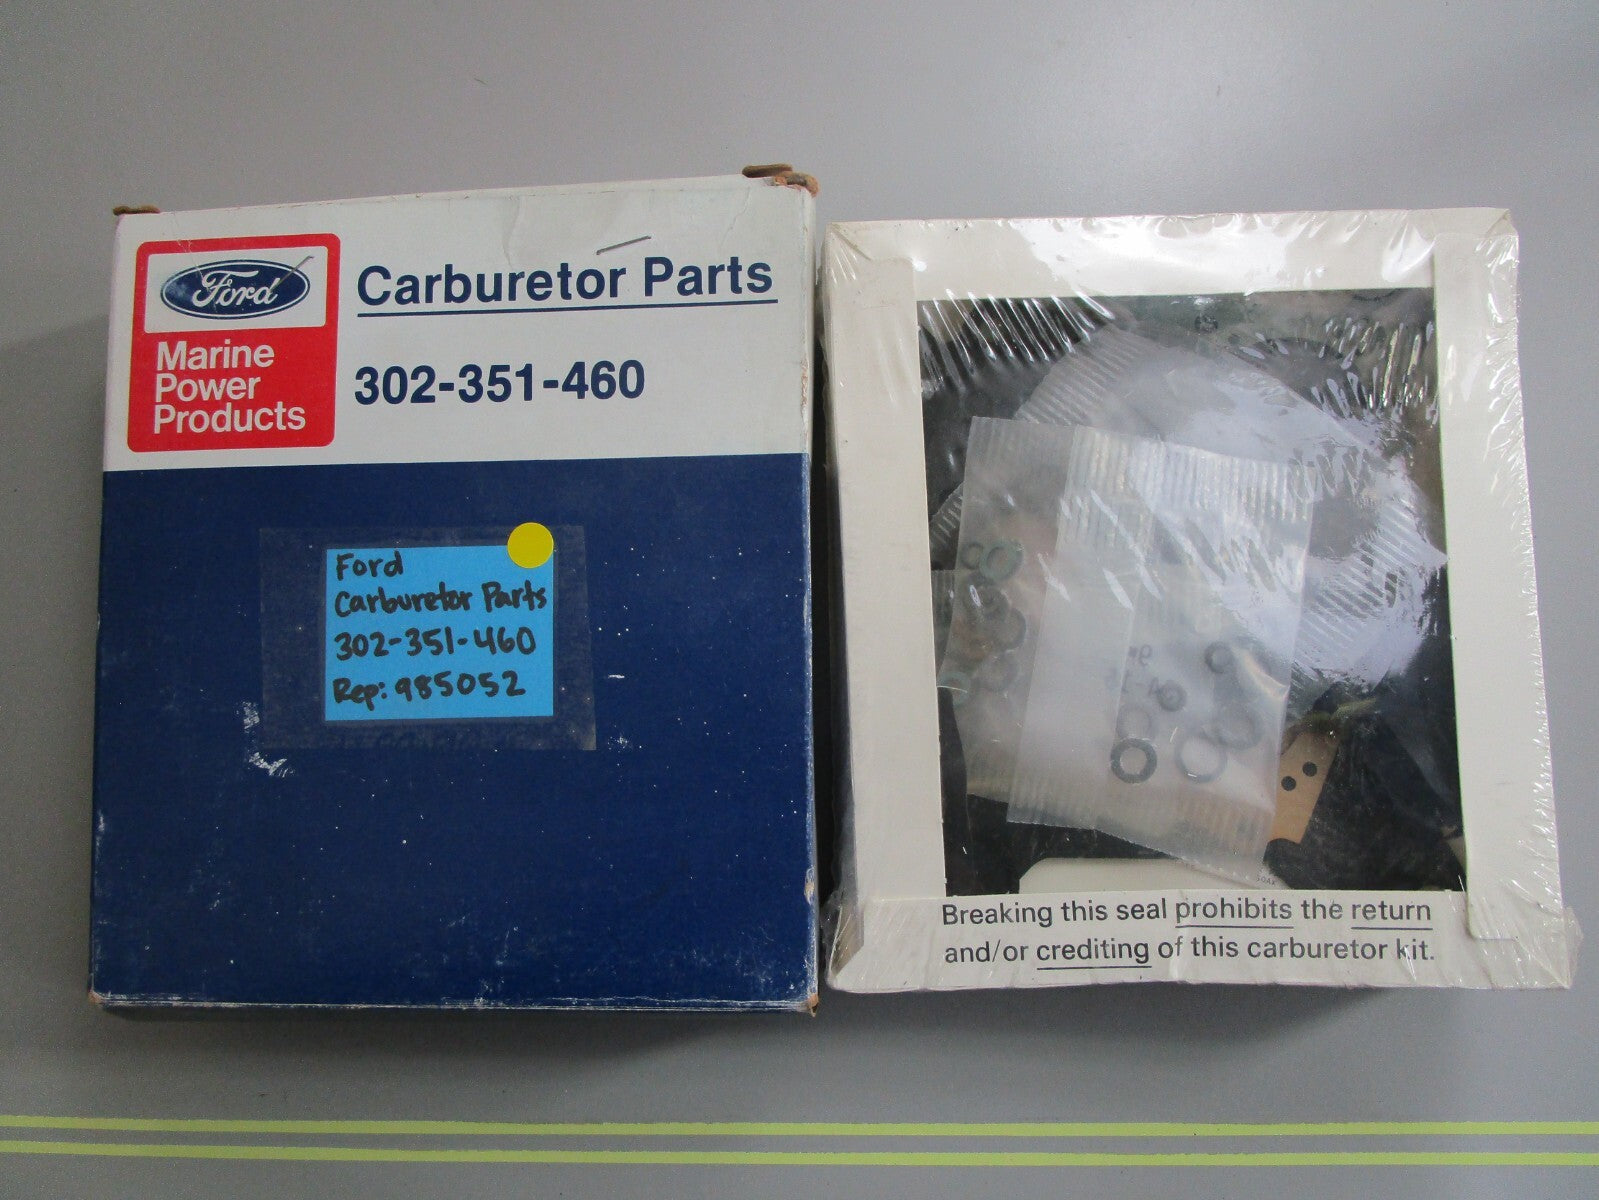 Ford
Marine
Power
Products
Carburetor Parts
302-351-460
Ford
Carburetor Parts
302-351-460
Rep: 985052
Breaking this seal prohibits the return
and/or crediting of this carburetor kit.